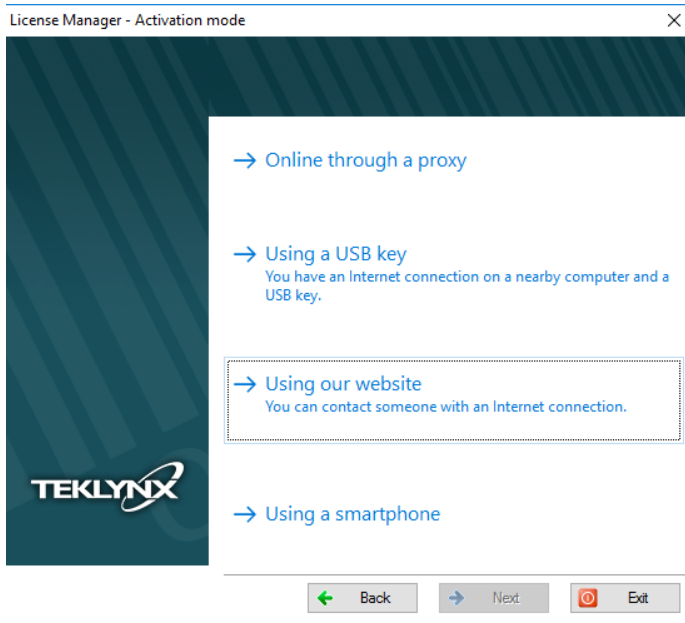 License Manager - Activation mode
Online through a proxy
Using a USB key
You have an Internet connection on a nearby computer and a
USB key.
Using our website
You can contact someone with an Internet connection.
TEKLYNX
Using a smartphone
Back
Next
Exit